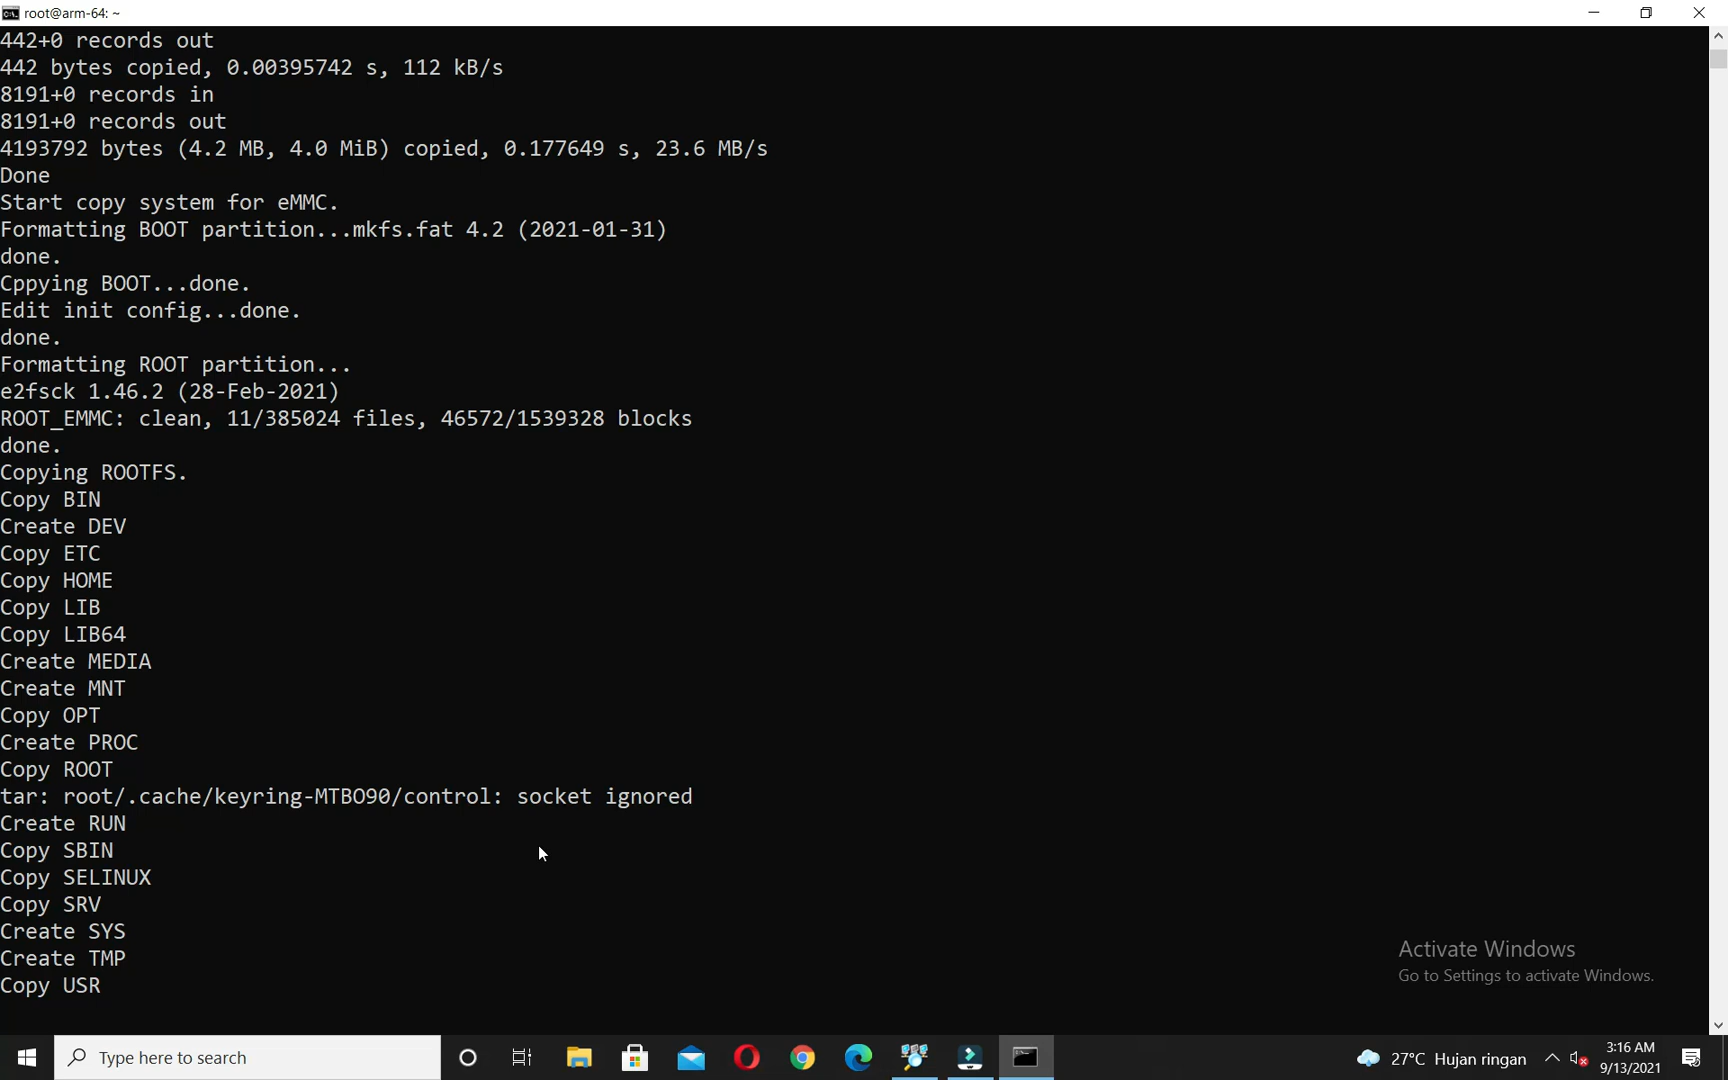 root@arm-64: ~
442+0 records out
442 bytes copied, 0.00395742 s, 112 kB/s
8191+0 records in
8191+0 records out
4193792 bytes (4.2 MB, 4.0 MiB) copied, 0.177649 s, 23.6 MB/s
Done
Start copy system for eMMC.
Formatting BOOT partition...mkfs.fat 4.2 (2021-01-31)
done.
Cppying BOOT...done.
Edit init config...done.
done.
Formatting ROOT partition...
e2fsck 1.46.2 (28-Feb-2021)
ROOT_EMMC: clean, 11/385024 files, 46572/1539328 blocks
done.
Copying ROOTFS.
Copy BIN
Create DEV
Copy ETC
Copy HOME
Copy LIB
Copy LIB64
Create MEDIA
Create MNT
Copy OPT
Create PROC
Copy ROOT
tar: root/.cache/keyring-MTBO90/control: socket ignored
Create RUN
Copy SBIN
Copy SELINUX
Copy SRV
Create SYS
Create TMP
Copy USR
Activate Windows
Go to Settings to activate Windows.
Type here to search
27°C Hujan ringan
3:16 AM
9/13/2021